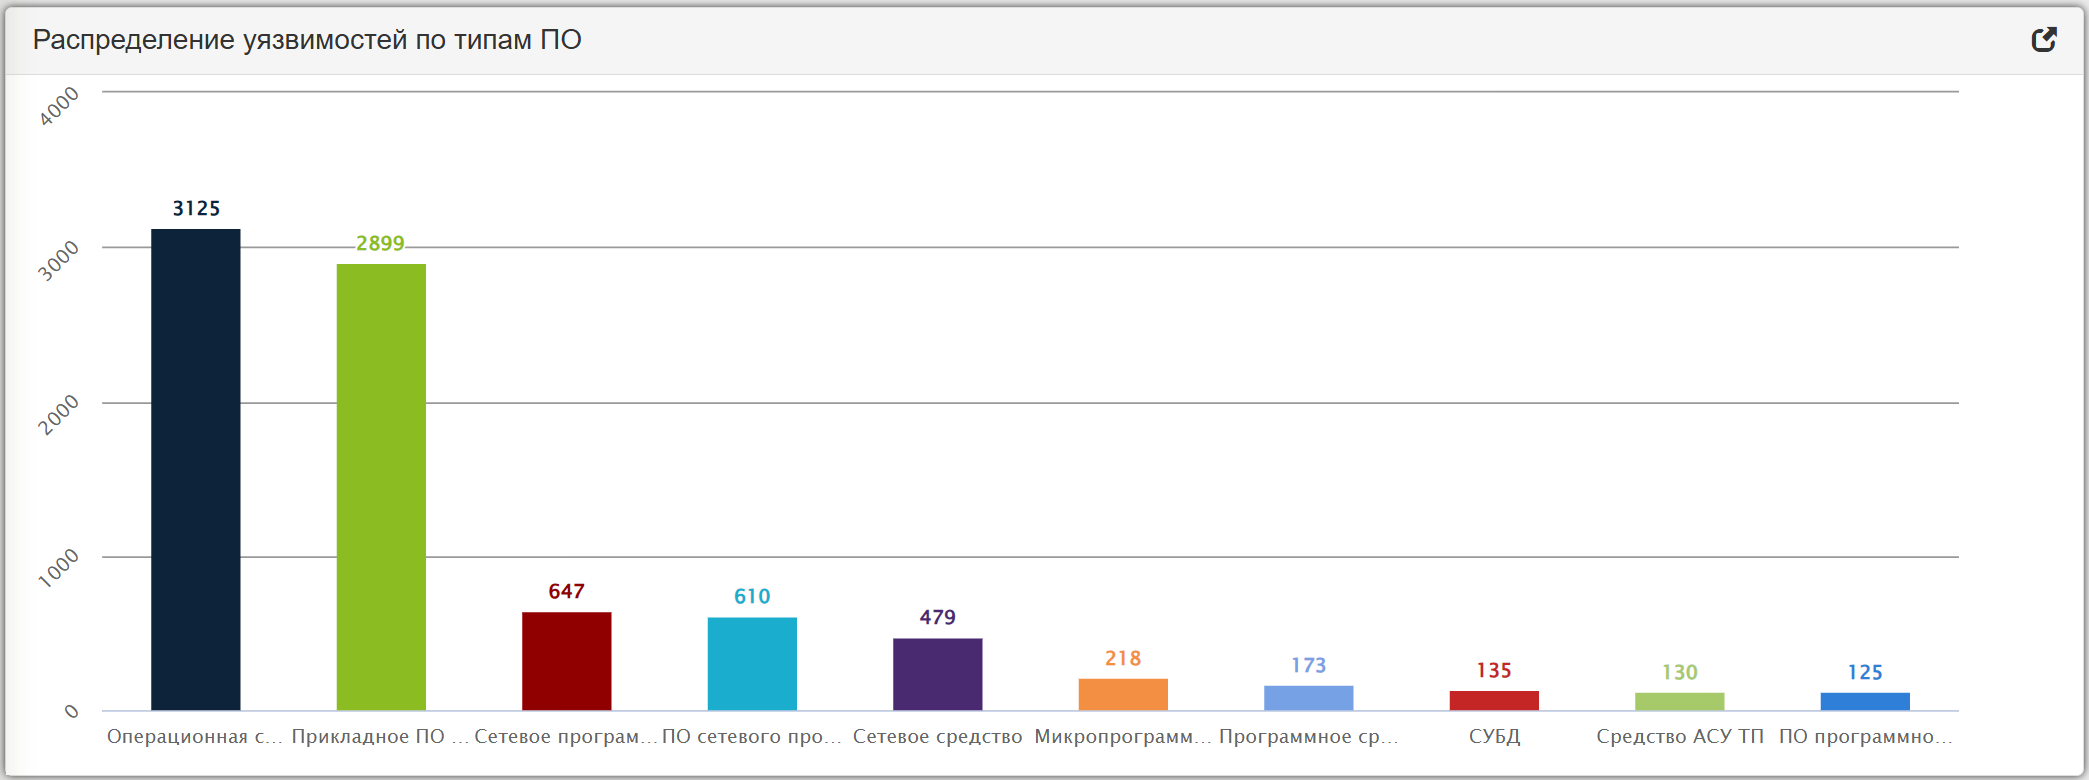 Распределение уязвимостей по типам ПО
4000
3000
2000
1000
0
3125
2899
647
610
479
218
173
135
130
125
Операционная с...
Прикладное ПО ...
Сетевое програм...
ПО сетевого про...
Сетевое средство
Микропрограмм...
Программное ср...
СУБД
Средство АСУ ТП
ПО программно...